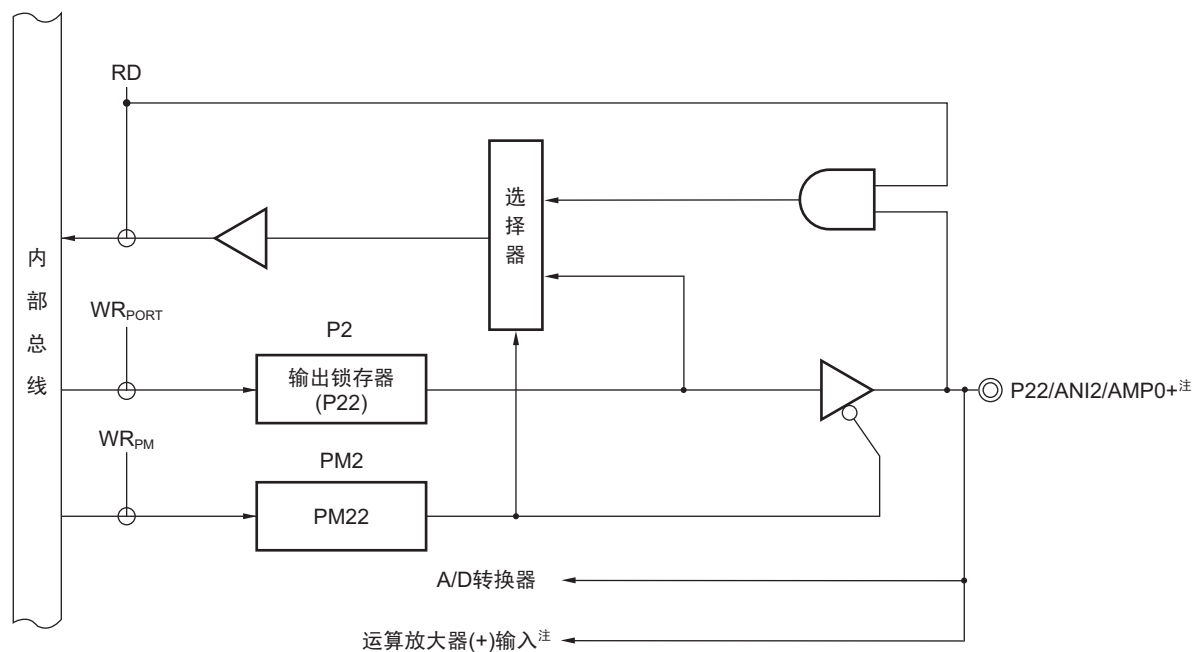 RD
选择器
内部总线
WRPORT
P2
输出锁存器
(P22)
P22/ANI2/AMP0+注
WRPM
PM2
PM22
A/D转换器
运算放大器(+)输入注